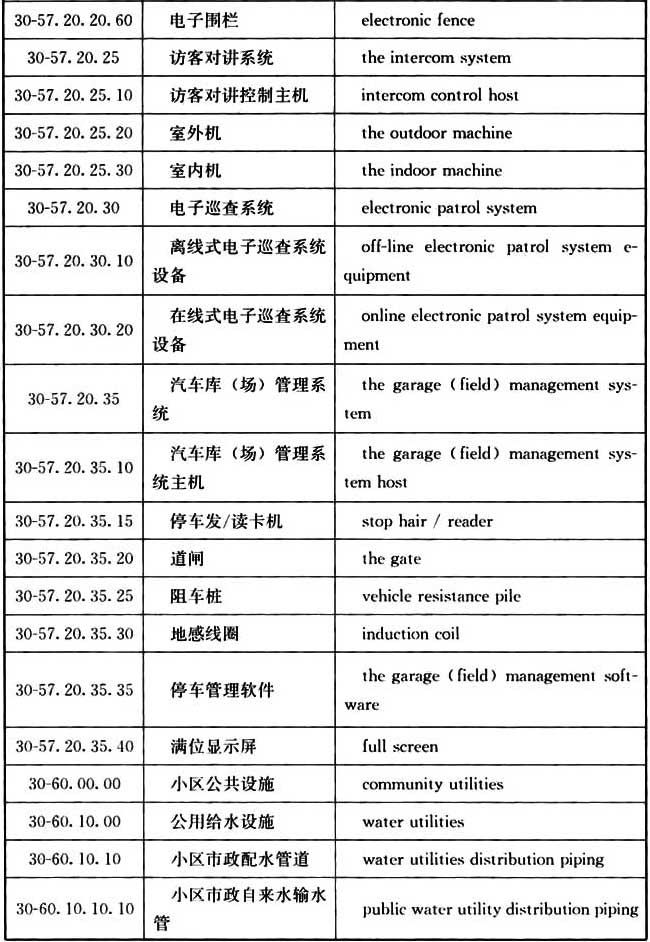 30-57. 20. 20. 60 电子围栏 electronic fence
30-57. 20. 25 访客对讲系统 the intercom system
30-57. 20. 25. 10 访客对讲控制主机 intercom control host
30-57. 20. 25. 20 室外机 the outdoor machine
30-57. 20. 25. 30 室内机 the indoor machine
30-57. 20. 30 电子巡查系统 electronic patrol system
30-57. 20. 30. 10 离线式电子巡查系统 off-line electronic patrol system e-
设备 quipment
30-57. 20. 30. 20 在线式电子巡查系统 online electronic patrol system equip-
设备 ment
30-57. 20. 35 汽车库（场）管理系 the garage (field) management sys-
统 tem
30-57. 20. 35. 10 汽车库（场）管理系 the garage (field) management sys-
统主机 tem host
30-57. 20. 35. 15 停车发/读卡机 stop hair / reader
30-57. 20. 35. 20 道闸 the gate
30-57. 20. 35. 25 阻车桩 vehicle resistance pile
30-57. 20. 35. 30 地感线圈 induction coil
30-57. 20. 35. 35 停车管理软件 the garage (field) management soft-
ware
30-57. 20. 35. 40 满位显示屏 full screen
30-60. 00. 00 小区公共设施 community utilities
30-60. 10. 00 公用给水设施 water utilities
30-60. 10. 10 小区市政配水管道 water utilities distribution piping
30-60. 10. 10. 10 小区市政自来水输水 public water utility distribution piping
管